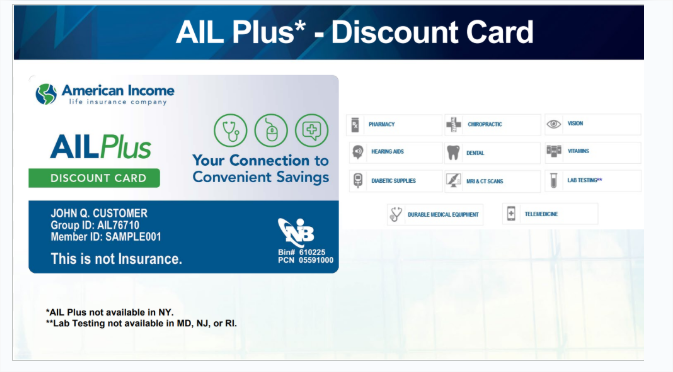 AIL Plus* - Discount Card
American Income
life insurance company
AILPlus
DISCOUNT CARD
Your Connection to
Convenient Savings
JOHN Q. CUSTOMER
Group ID: AIL76710
Member ID: SAMPLE001
This is not Insurance.
NB
Bin# 610225
PCN 05591000
PHARMACY
CHIROPRACTIC
VISION
HEARING AIDS
DENTAL
VITAMINS
DIABETIC SUPPLIES
MRI & CT SCANS
LAB TESTING**
DURABLE MEDICAL EQUIPMENT
TELEMEDICINE
*AIL Plus not available in NY.
**Lab Testing not available in MD, NJ, or RI.